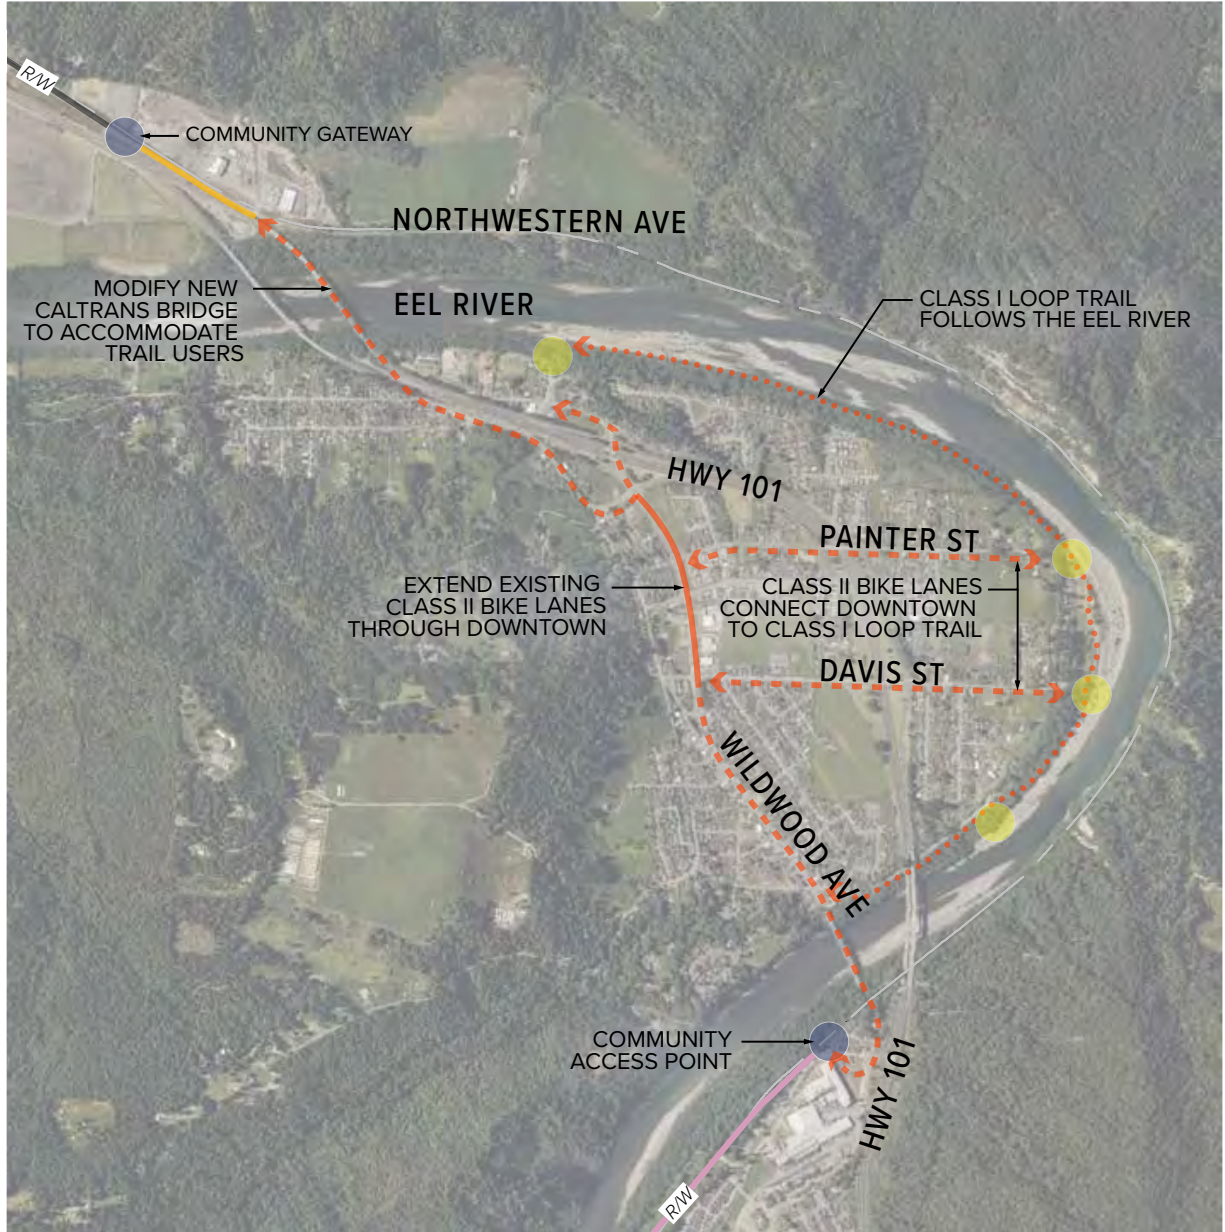 R/W
COMMUNITY GATEWAY
NORTHWESTERN AVE
MODIFY NEW
CALTRANS BRIDGE
TO ACCOMMODATE
TRAIL USERS
EEL RIVER
CLASS I LOOP TRAIL
FOLLOWS THE EEL RIVER
HWY 101
PAINTER ST
EXTEND EXISTING
CLASS II BIKE LANES
THROUGH DOWNTOWN
CLASS II BIKE LANES
CONNECT DOWNTOWN
TO CLASS I LOOP TRAIL
DAVIS ST
WILDWOOD AVE
COMMUNITY
ACCESS POINT
HWY 101
R/W